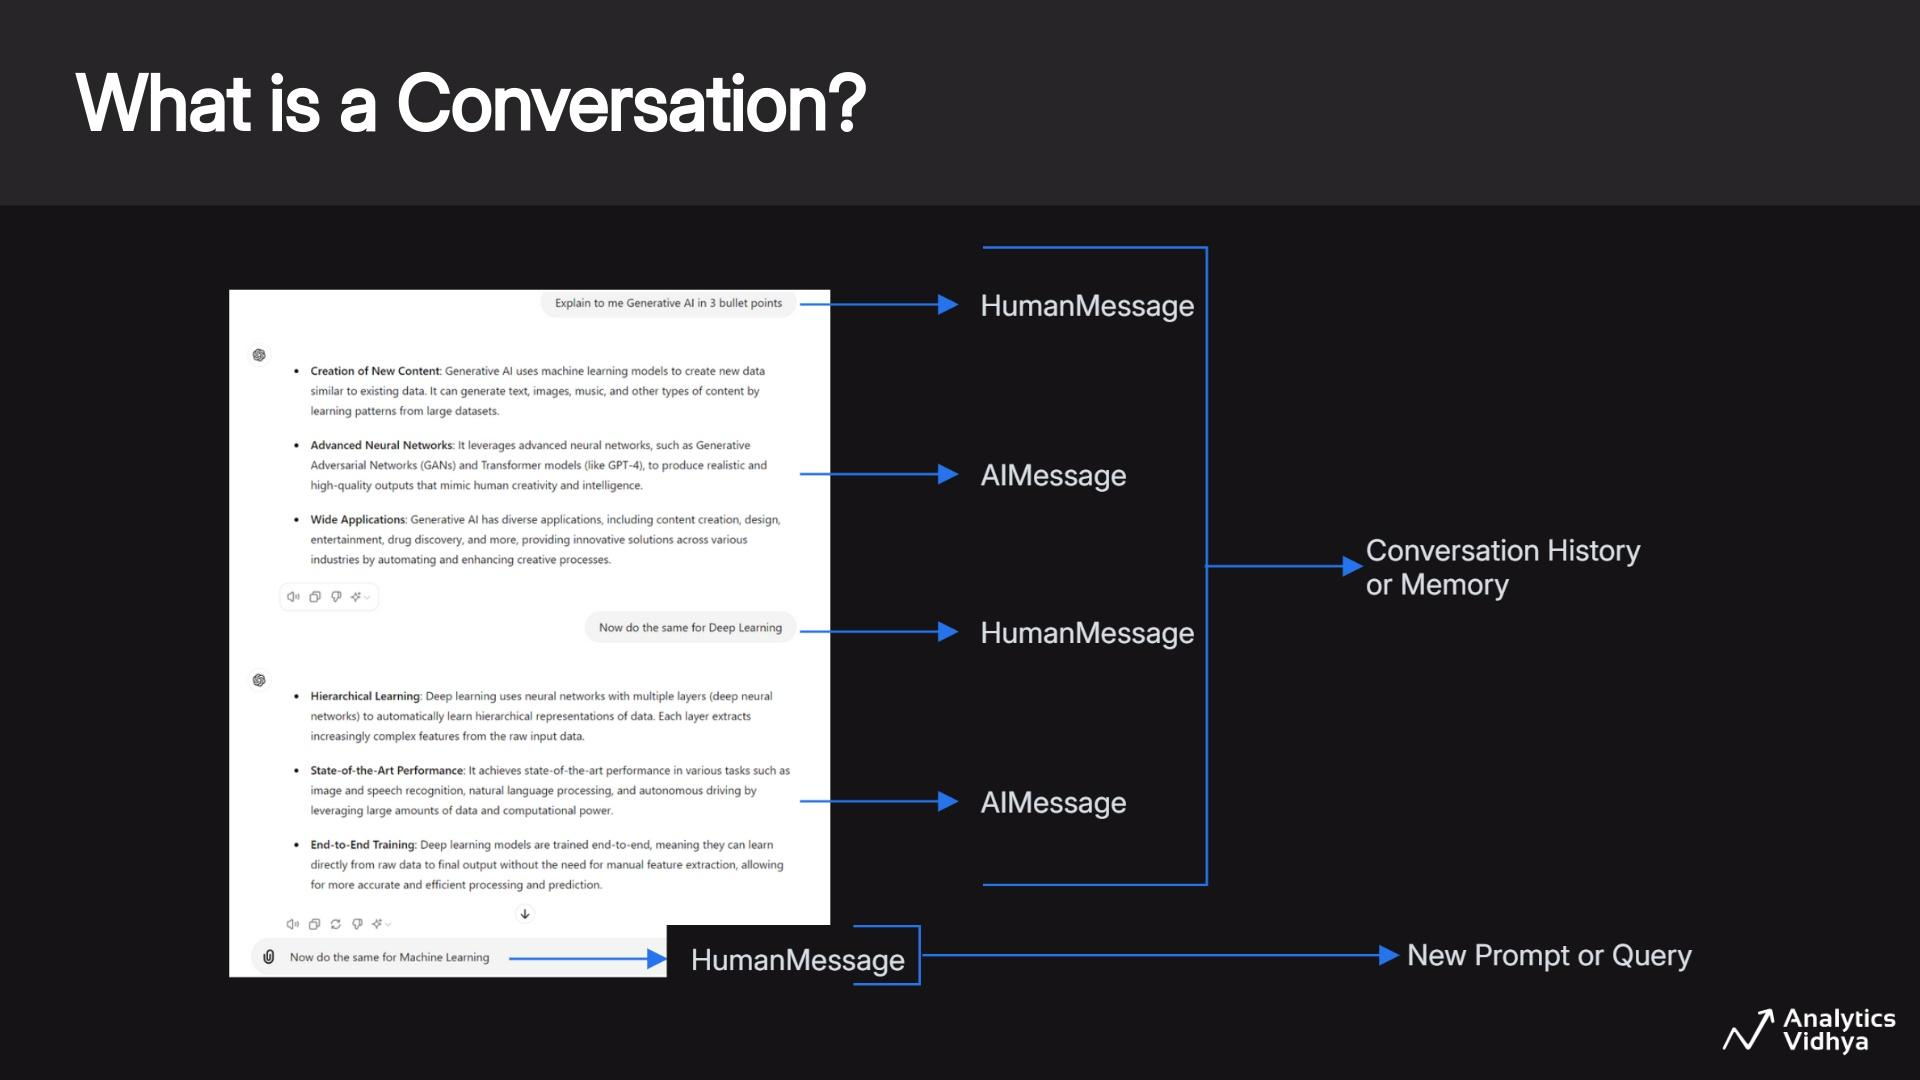 What is a Conversation?
Explain to me Generative AI in 3 bullet points
HumanMessage
• Creation of New Content: Generative AI uses machine learning models to create new data
similar to existing data. It can generate text, images, music, and other types of content by
learning patterns from large datasets.
• Advanced Neural Networks: It leverages advanced neural networks, such as Generative
Adversarial Networks (GANs) and Transformer models (like GPT-4), to produce realistic and
high-quality outputs that mimic human creativity and intelligence.
AIMessage
• Wide Applications: Generative AI has diverse applications, including content creation, design,
entertainment, drug discovery, and more, providing innovative solutions across various
industries by automating and enhancing creative processes.
Conversation History
or Memory
Now do the same for Deep Learning
HumanMessage
• Hierarchical Learning: Deep learning uses neural networks with multiple layers (deep neural
networks) to automatically learn hierarchical representations of data. Each layer extracts
increasingly complex features from the raw input data.
• State-of-the-Art Performance: It achieves state-of-the-art performance in various tasks such as
image and speech recognition, natural language processing, and autonomous driving by
leveraging large amounts of data and computational power.
AIMessage
• End-to-End Training: Deep learning models are trained end-to-end, meaning they can learn
directly from raw data to final output without the need for manual feature extraction, allowing
for more accurate and efficient processing and prediction.
Now do the same for Machine Learning
HumanMessage
New Prompt or Query
Analytics
Vidhya